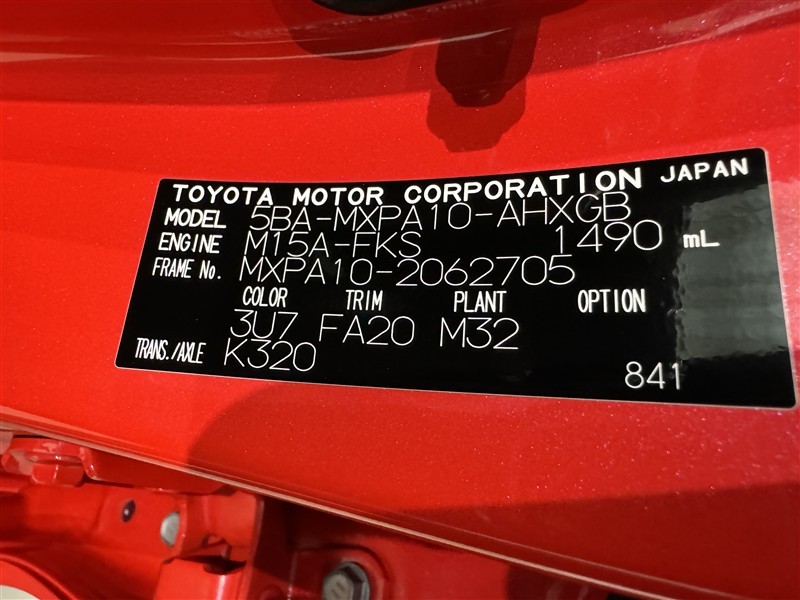 TOYOTA MOTOR CORPORATION JAPAN
MODEL 5BA-MXPA10-AHXGB
ENGINE M15A-FKS 1490 mL
FRAME No. MXPA10-2062705
COLOR TRIM PLANT OPTION
3U7 FA20 M32
TRANS./AXLE K320
841